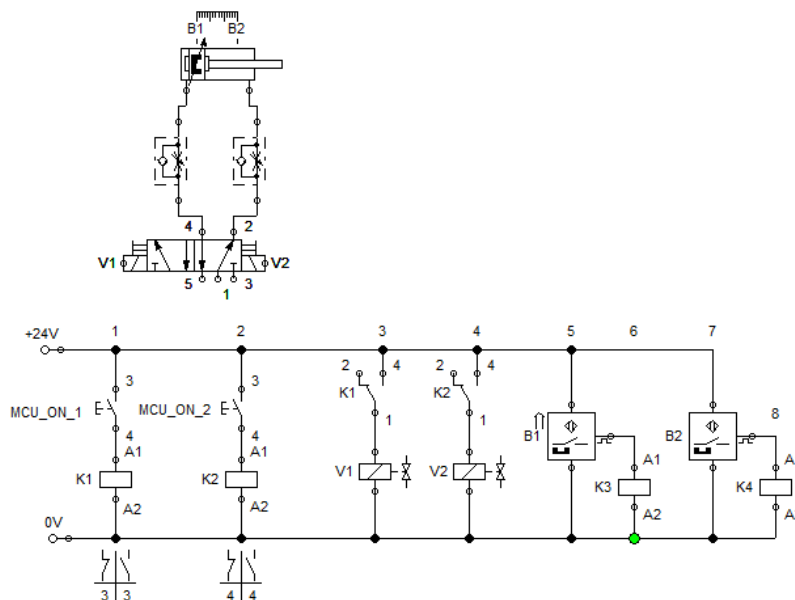 B1 B2
4 2
V1 V2
5 3
1
1 2 3 4 5 6 7
+24V
2 4 2 4
3 3
K1 K2
MCU_ON_1 MCU_ON_2
8
4 4 1 1
B1 B2
A1 A1 A1 A
V1 V2
K1 K2 K3 K4
A2 A2 A2 A
0V
3 3 4 4